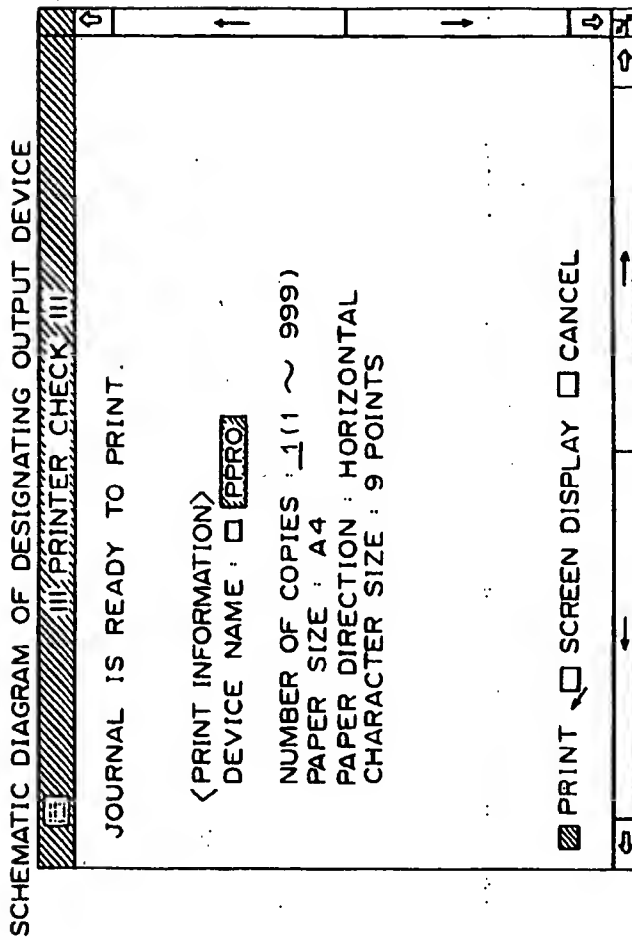 SCHEMATIC DIAGRAM OF DESIGNATING OUTPUT DEVICE
PRINTER CHECK
JOURNAL IS READY TO PRINT.
<PRINT INFORMATION>
DEVICE NAME : □ PPRO
NUMBER OF COPIES : 1 (1 ~ 999)
PAPER SIZE : A4
PAPER DIRECTION : HORIZONTAL
CHARACTER SIZE : 9 POINTS
PRINT □ SCREEN DISPLAY □ CANCEL